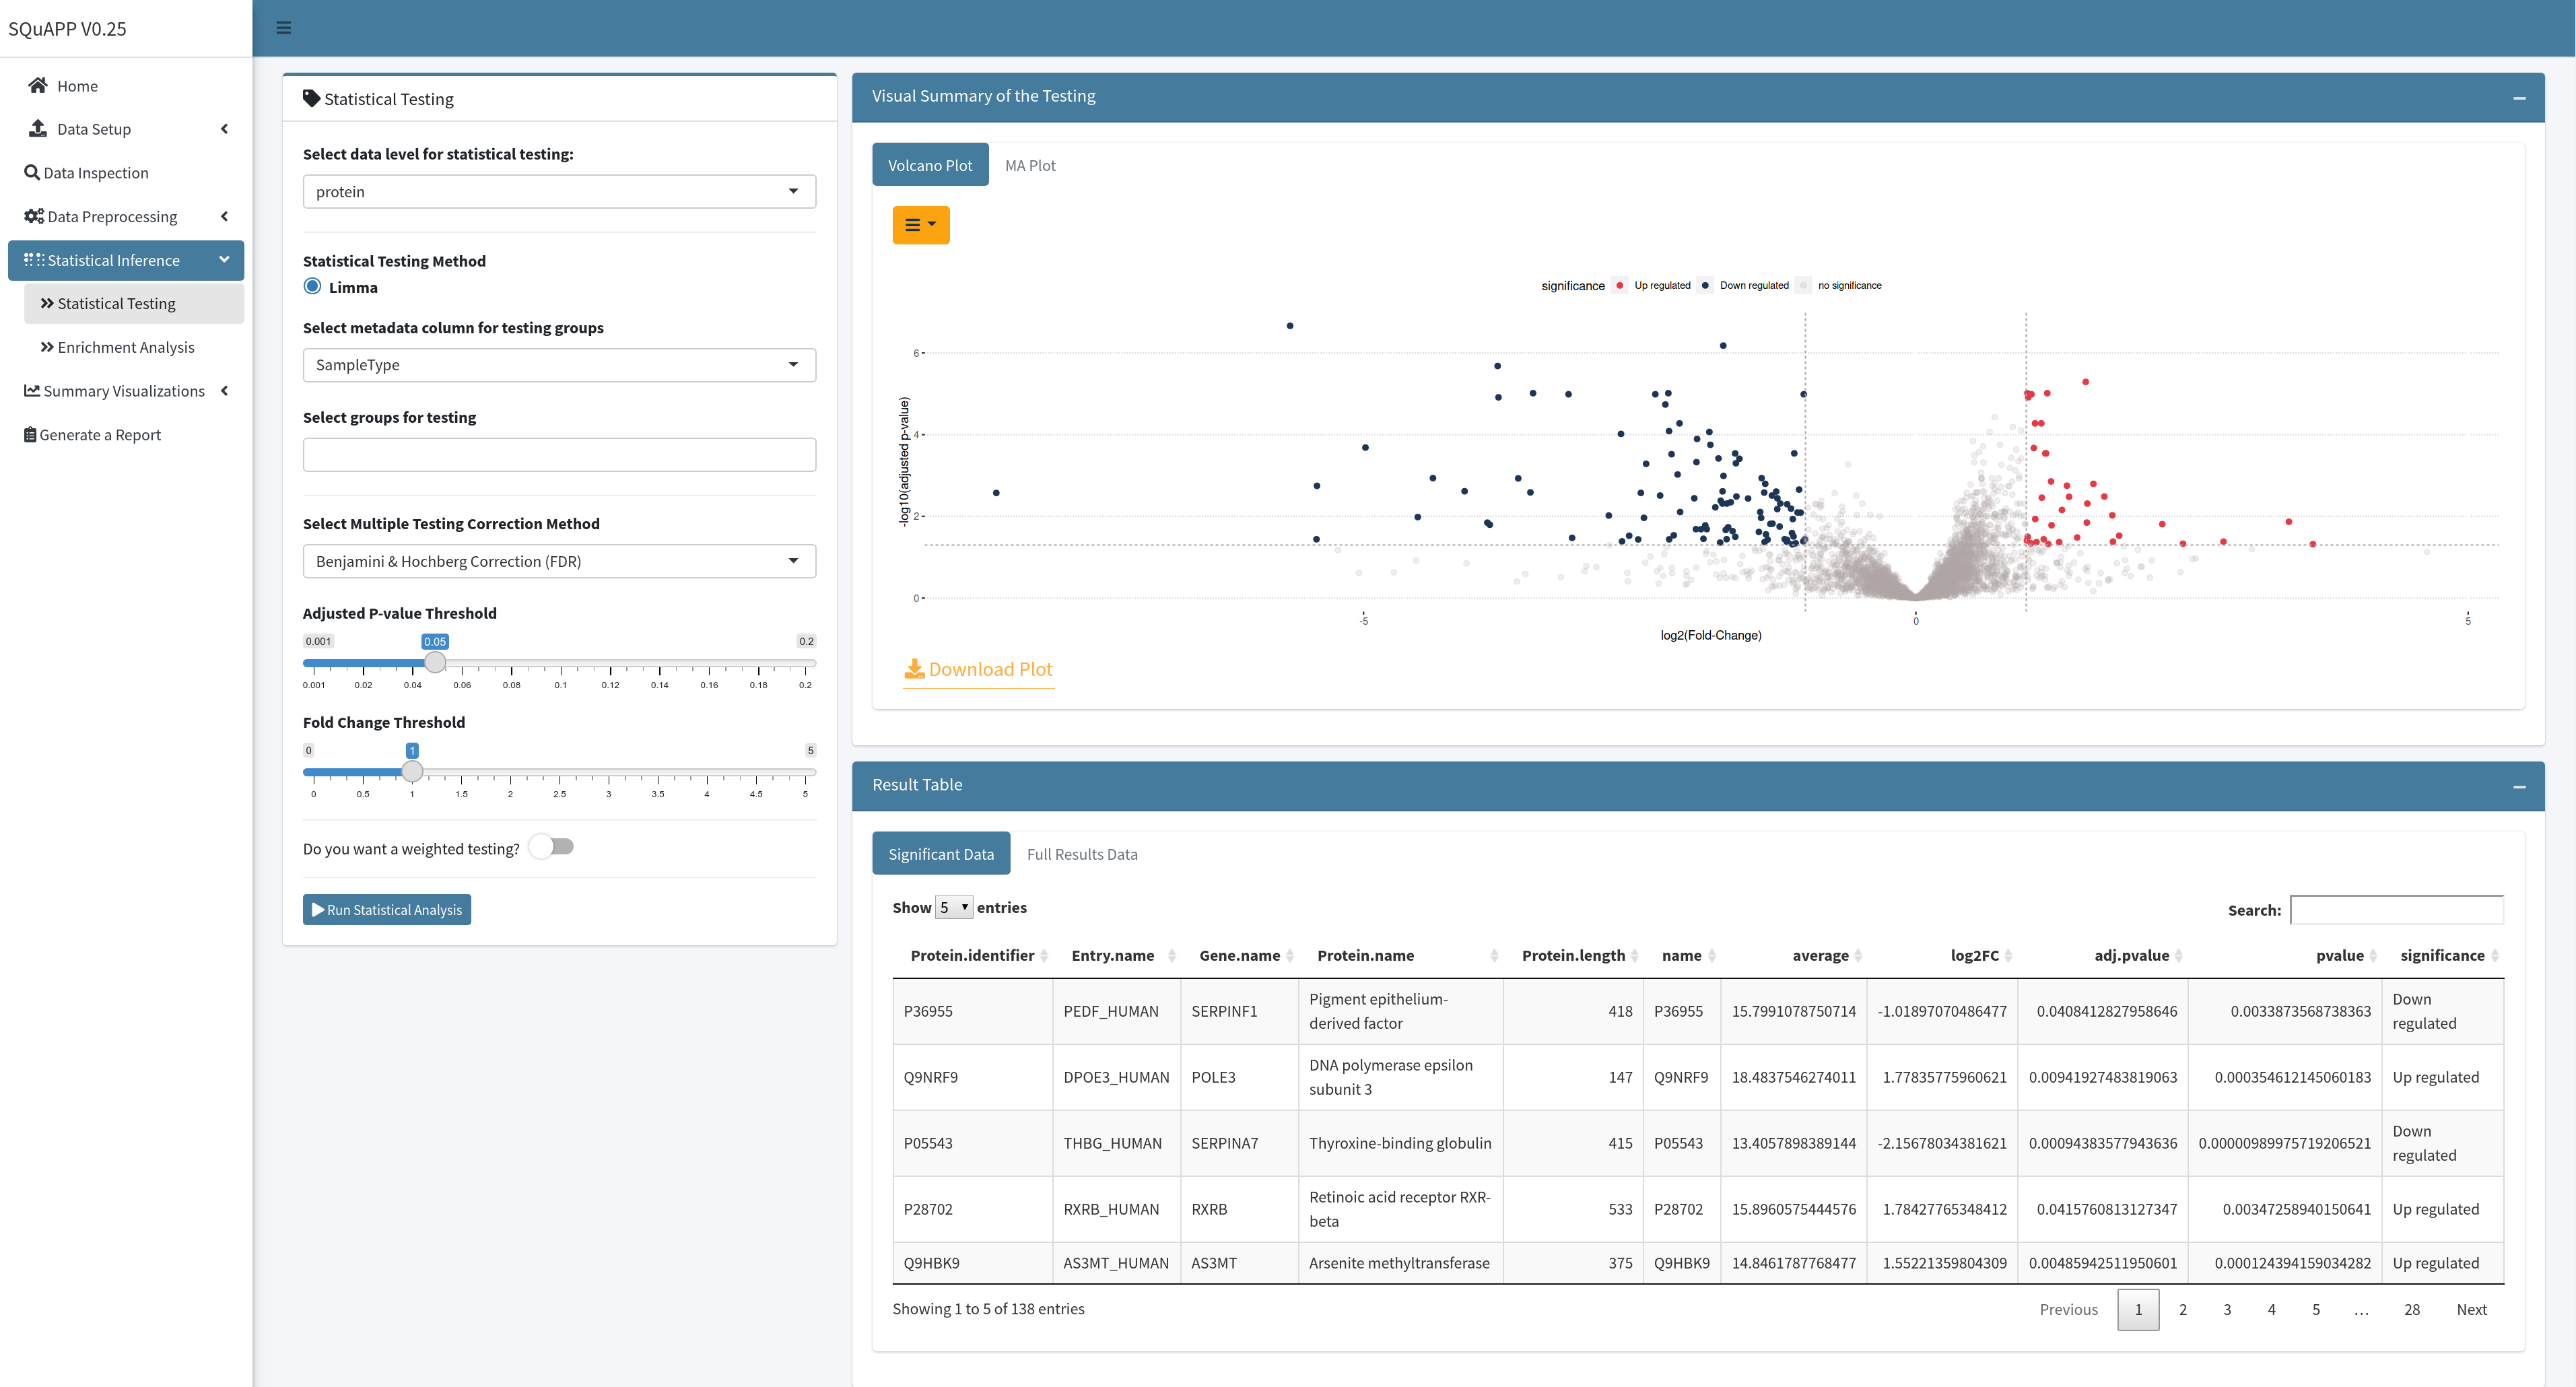 SQuAPP V0.25
Home
Data Setup
Data Inspection
Data Preprocessing
Statistical Inference
Statistical Testing
Enrichment Analysis
Summary Visualizations
Generate a Report
Statistical Testing
Select data level for statistical testing:
protein
Statistical Testing Method
Limma
Select metadata column for testing groups
SampleType
Select groups for testing
Select Multiple Testing Correction Method
Benjamini & Hochberg Correction (FDR)
Adjusted P-value Threshold
0.001 0.05 0.2
0.001 0.02 0.04 0.06 0.08 0.1 0.12 0.14 0.16 0.18 0.2
Fold Change Threshold
0 1 5
0 0.5 1 1.5 2 2.5 3 3.5 4 4.5 5
Do you want a weighted testing?
Run Statistical Analysis
Visual Summary of the Testing
Volcano Plot MA Plot
significance Up regulated Down regulated no significance
-log10(adjusted p-value)
6
4
2
0
-5 0 5
log2(Fold-Change)
Download Plot
Result Table
Significant Data Full Results Data
Show 5 entries
Search:
Protein.identifier Entry.name Gene.name Protein.name Protein.length name average log2FC adj.pvalue pvalue significance
P36955 PEDF_HUMAN SERPINF1 Pigment epithelium-
derived factor 418 P36955 15.7991078750714 -1.01897070486477 0.0408412827958646 0.0033873568738363 Down
regulated
Q9NRF9 DPOE3_HUMAN POLE3 DNA polymerase epsilon
subunit 3 147 Q9NRF9 18.4837546274011 1.77835775960621 0.00941927483819063 0.000354612145060183 Up regulated
P05543 THBG_HUMAN SERPINA7 Thyroxine-binding globulin 415 P05543 13.4057898389144 -2.15678034381621 0.00094383577943636 0.00000989975719206521 Down
regulated
P28702 RXRB_HUMAN RXRB Retinoic acid receptor RXR-
beta 533 P28702 15.8960575444576 1.78427765348412 0.0415760813127347 0.00347258940150641 Up regulated
Q9HBK9 AS3MT_HUMAN AS3MT Arsenite methyltransferase 375 Q9HBK9 14.8461787768477 1.55221359804309 0.00485942511950601 0.000124394159034282 Up regulated
Showing 1 to 5 of 138 entries
Previous 1 2 3 4 5 … 28 Next